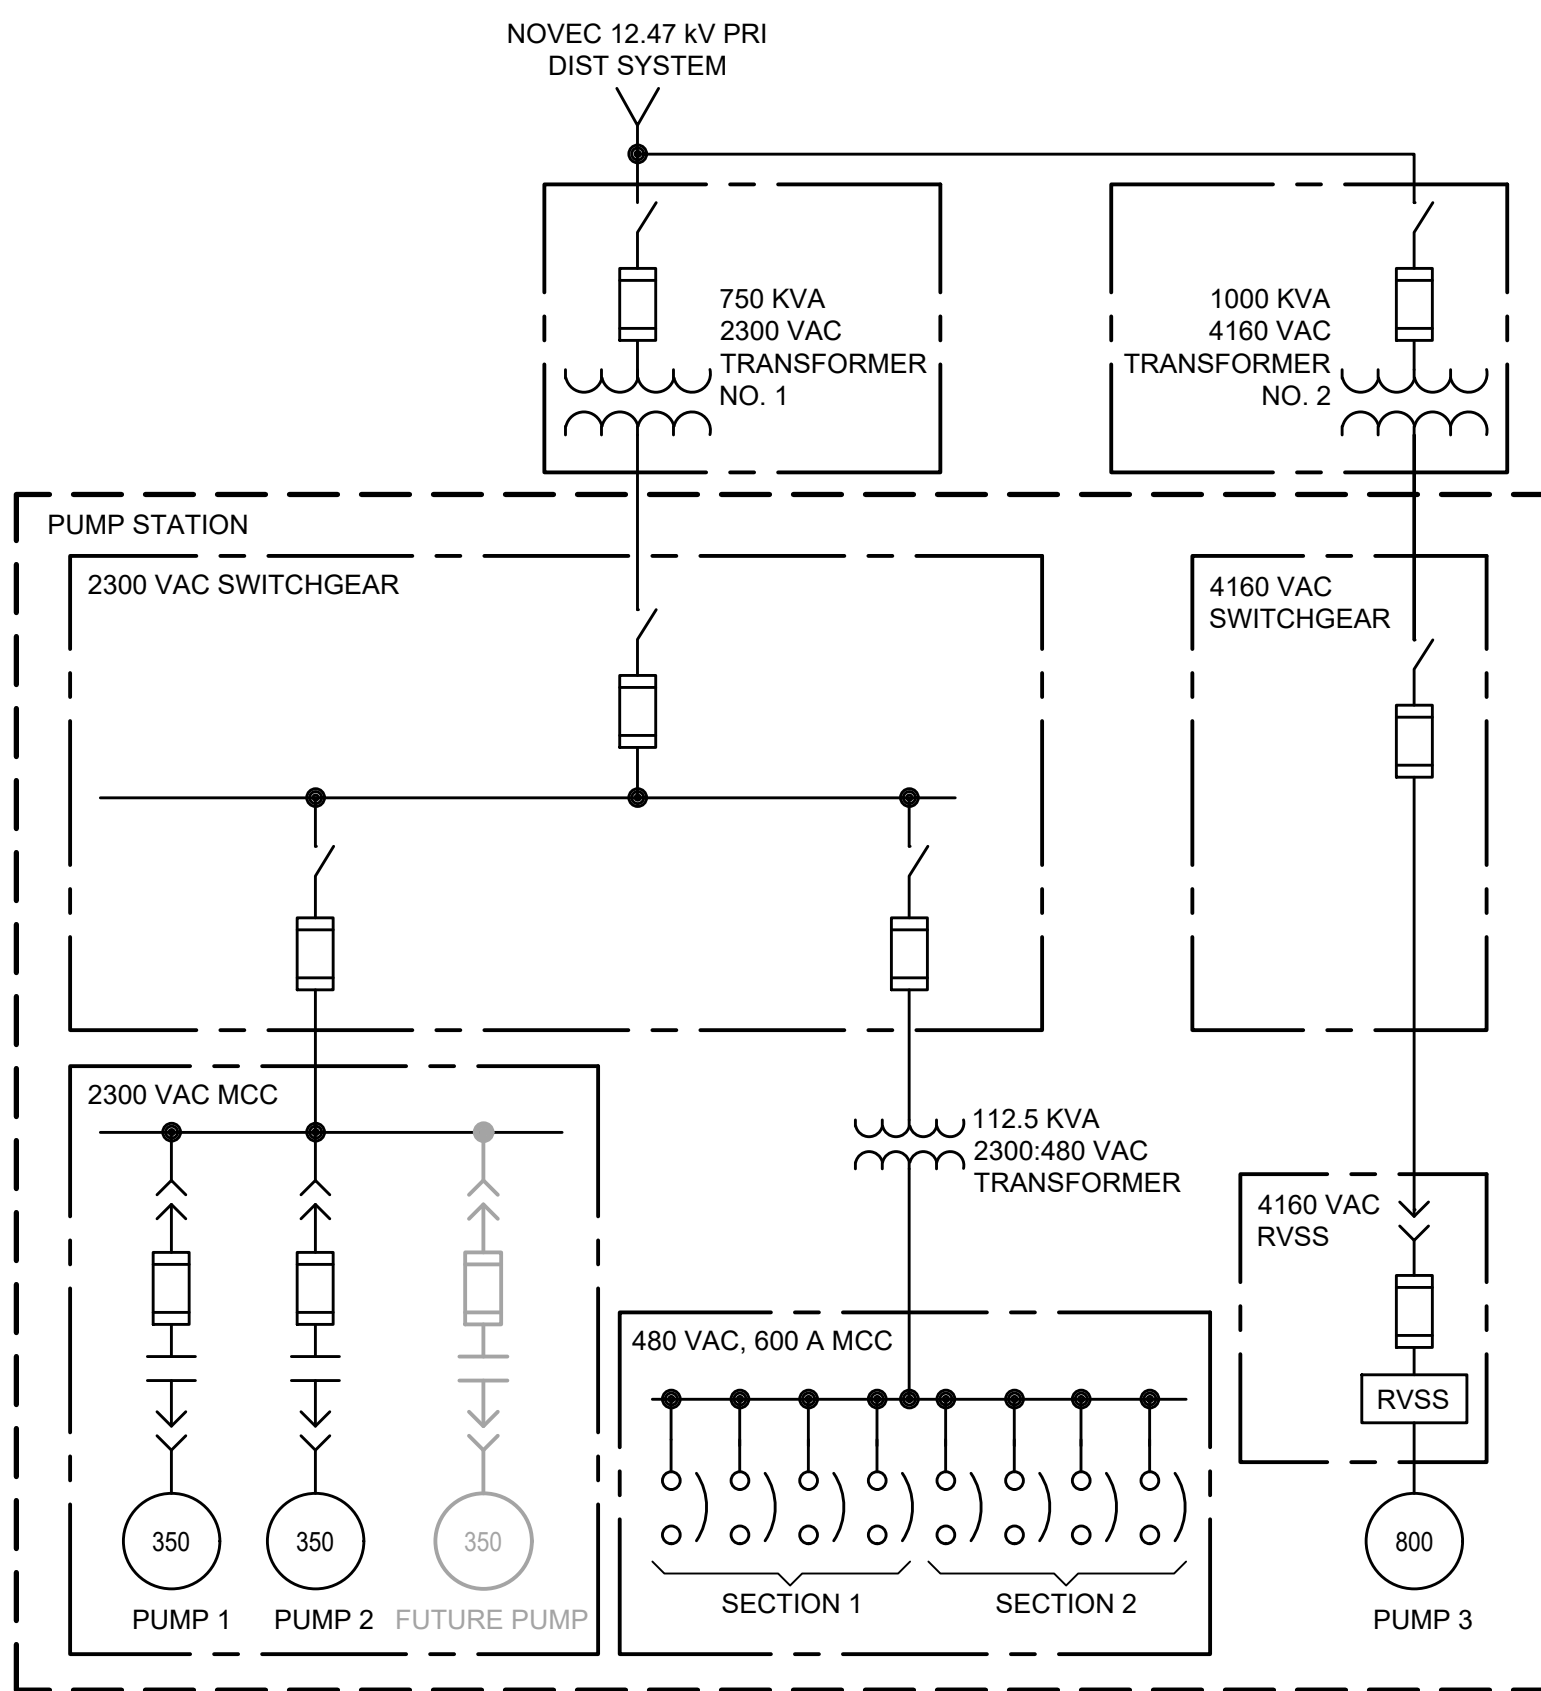 NOVEC 12.47 kV PRI
DIST SYSTEM
750 KVA
2300 VAC
TRANSFORMER
NO. 1
1000 KVA
4160 VAC
TRANSFORMER
NO. 2
PUMP STATION
2300 VAC SWITCHGEAR
4160 VAC
SWITCHGEAR
2300 VAC MCC
112.5 KVA
2300:480 VAC
TRANSFORMER
4160 VAC
RVSS
480 VAC, 600 A MCC
RVSS
350
350
350
800
SECTION 1
SECTION 2
PUMP 1
PUMP 2
FUTURE PUMP
PUMP 3